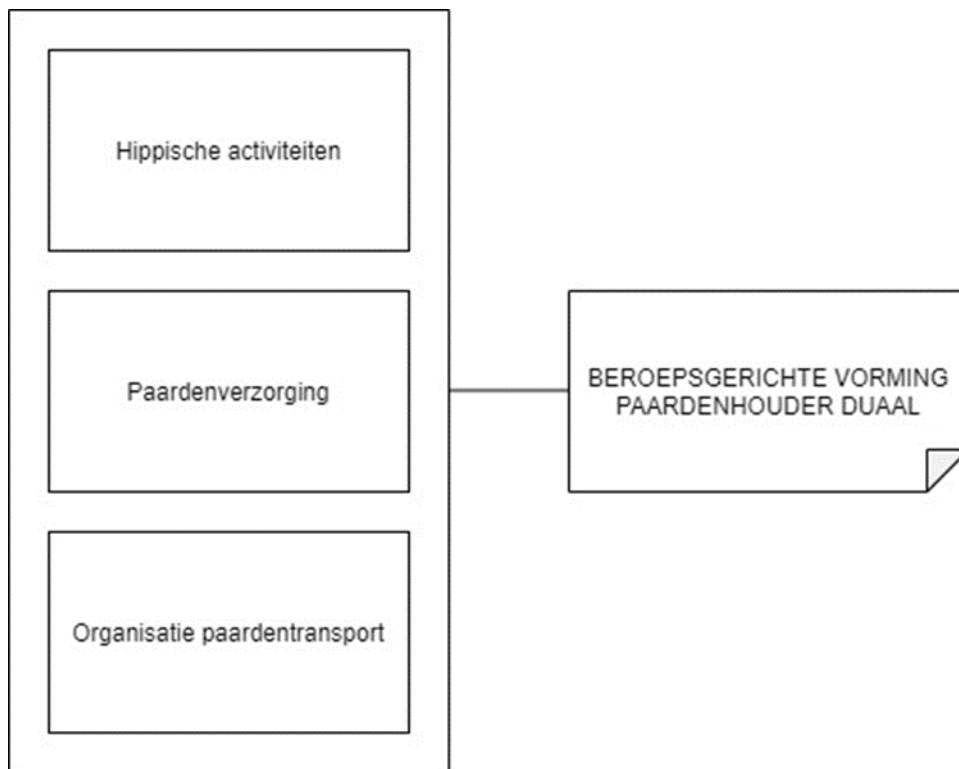 Hippische activiteiten
Paardenverzorging
Organisatie paardentransport
BEROEPSGERICHTE VORMING
PAARDENHOUDER DUAAL